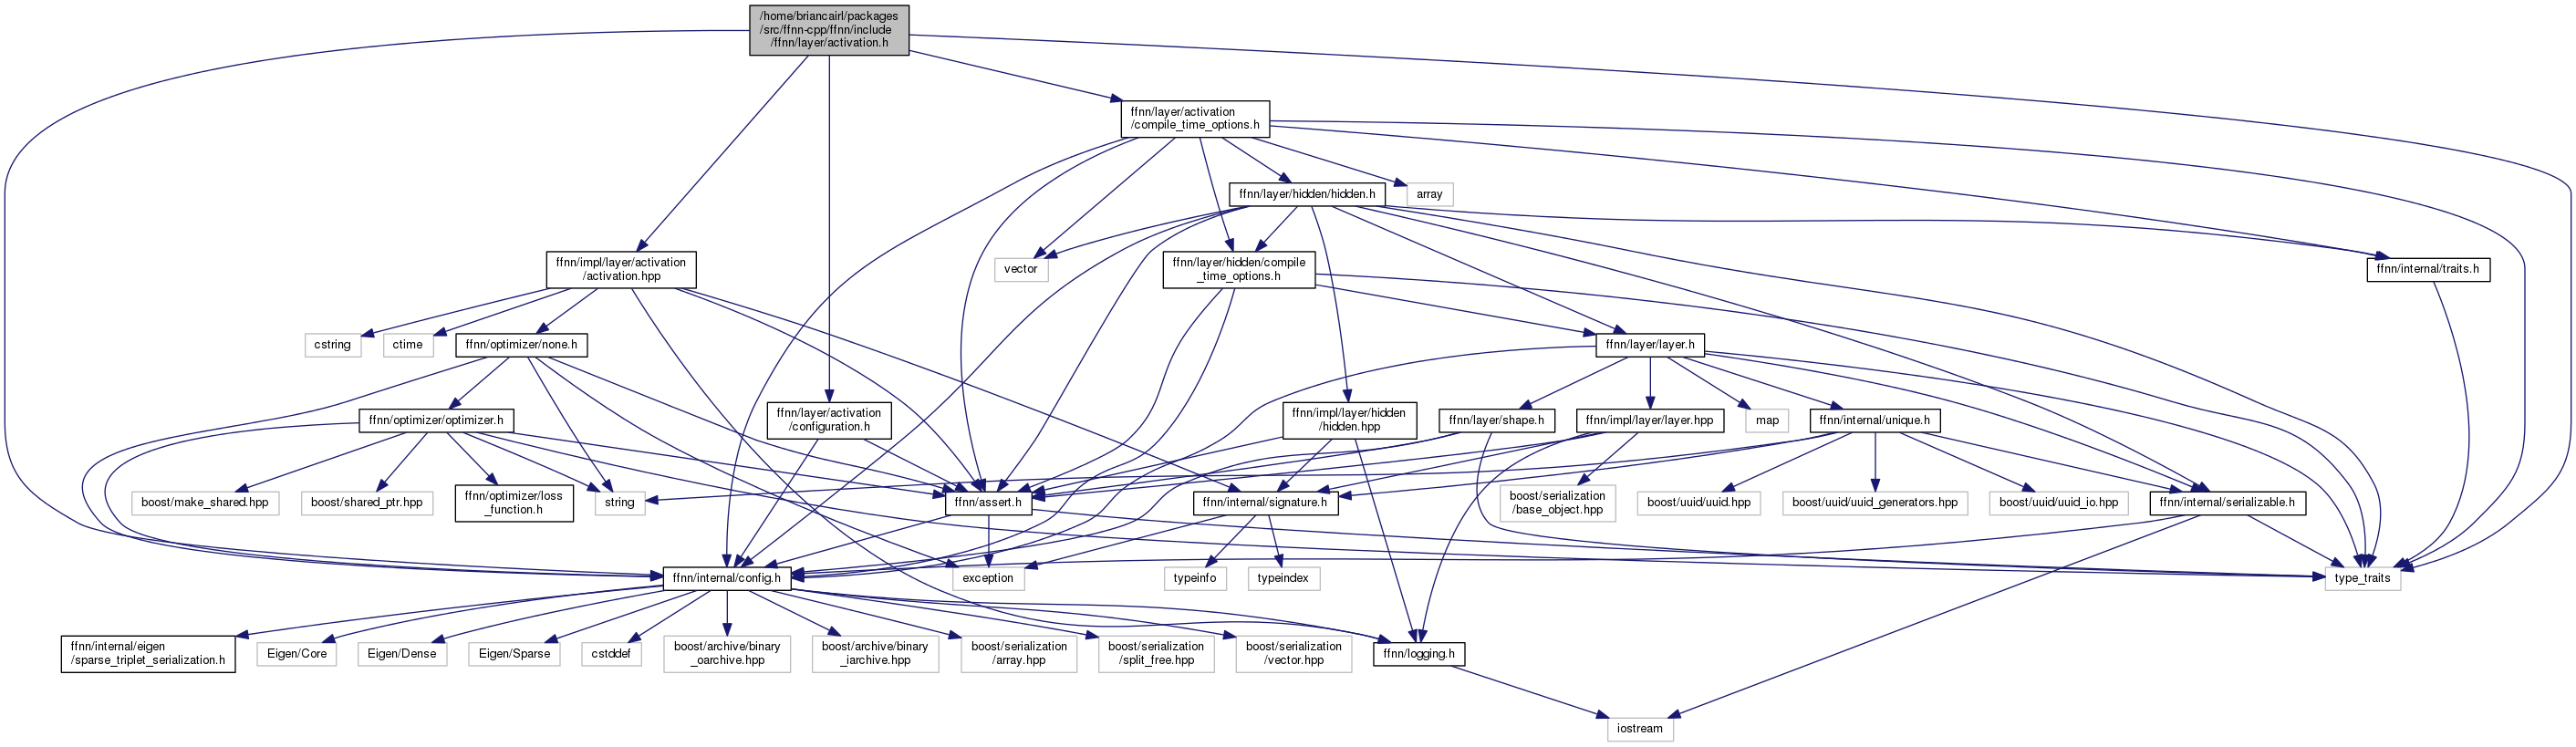 /home/briancairl/packages
/src/ffnn-cpp/ffnn/include
/ffnn/layer/activation.h
ffnn/layer/activation
/compile_time_options.h
ffnn/layer/hidden/hidden.h
array
ffnn/impl/layer/activation
/activation.hpp
vector
ffnn/layer/hidden/compile
_time_options.h
ffnn/internal/traits.h
cstring
ctime
ffnn/optimizer/none.h
ffnn/layer/layer.h
ffnn/optimizer/optimizer.h
ffnn/layer/activation
/configuration.h
ffnn/impl/layer/hidden
/hidden.hpp
ffnn/layer/shape.h
ffnn/impl/layer/layer.hpp
map
ffnn/internal/unique.h
boost/make_shared.hpp
boost/shared_ptr.hpp
ffnn/optimizer/loss
_function.h
string
ffnn/assert.h
ffnn/internal/signature.h
boost/serialization
/base_object.hpp
boost/uuid/uuid.hpp
boost/uuid/uuid_generators.hpp
boost/uuid/uuid_io.hpp
ffnn/internal/serializable.h
ffnn/internal/config.h
exception
typeinfo
typeindex
type_traits
ffnn/internal/eigen
/sparse_triplet_serialization.h
Eigen/Core
Eigen/Dense
Eigen/Sparse
cstddef
boost/archive/binary
_oarchive.hpp
boost/archive/binary
_iarchive.hpp
boost/serialization
/array.hpp
boost/serialization
/split_free.hpp
boost/serialization
/vector.hpp
ffnn/logging.h
iostream